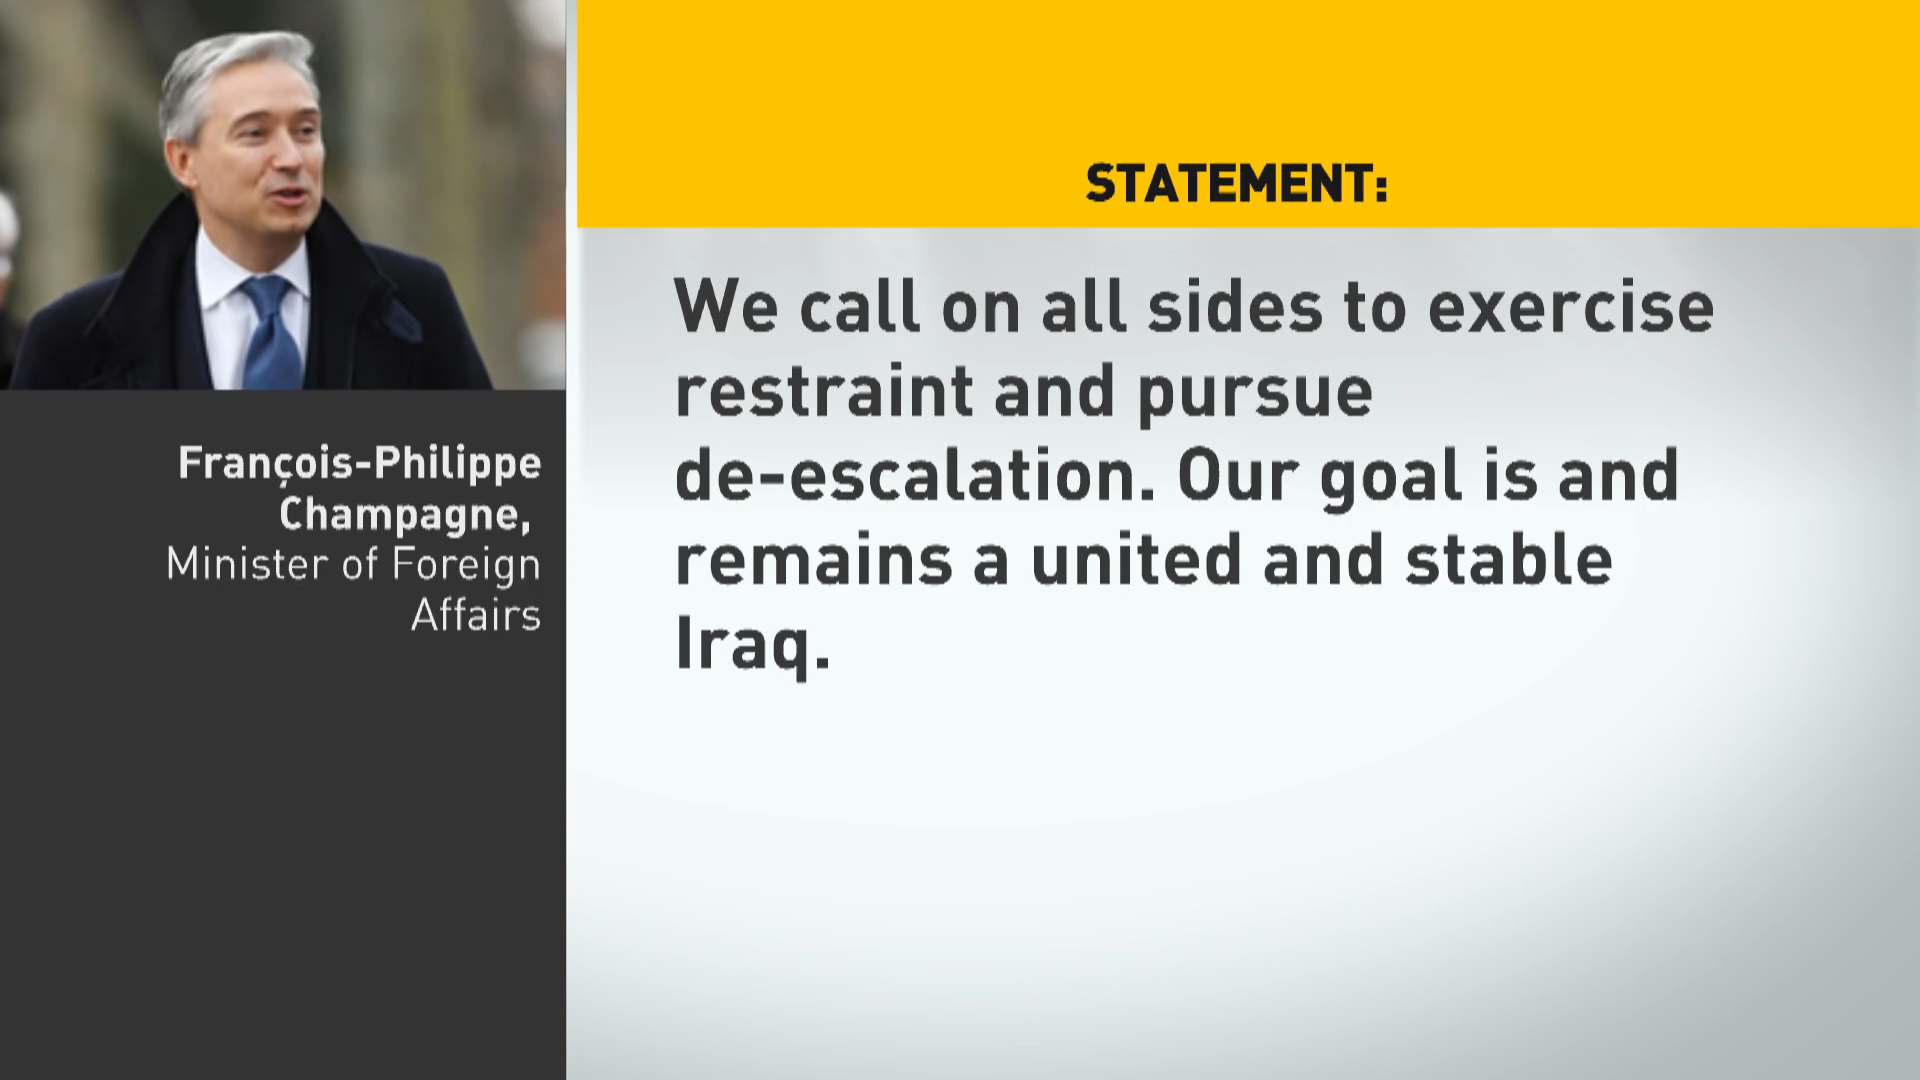 François-Philippe
Champagne,
Minister of Foreign
Affairs
STATEMENT:
We call on all sides to exercise
restraint and pursue
de-escalation. Our goal is and
remains a united and stable
Iraq.